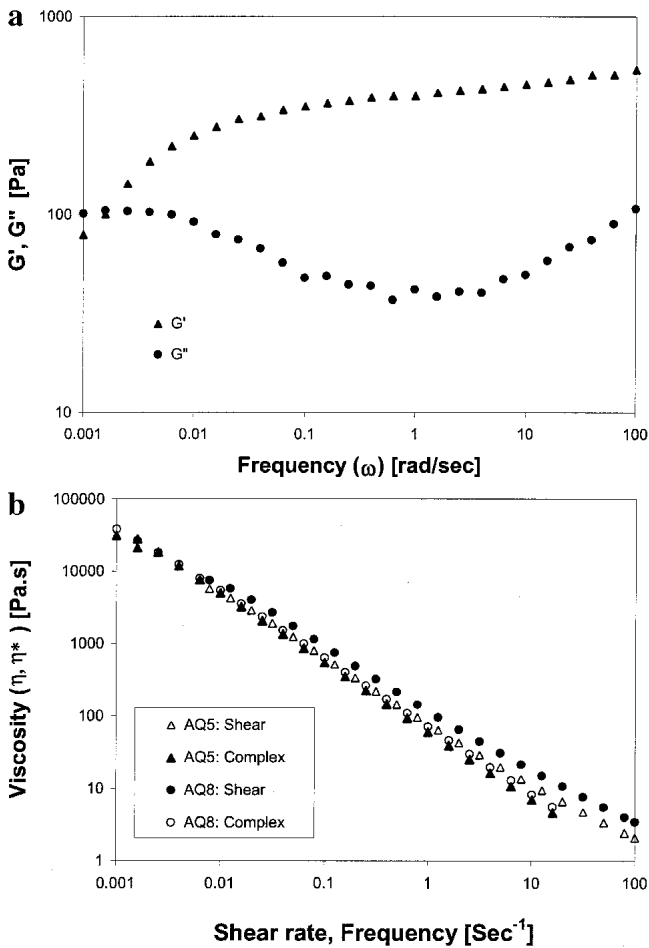 a
1000
100
10
G', G" [Pa]
G'
G"
0.001 0.01 0.1 1 10 100
Frequency (ω) [rad/sec]
b
100000
10000
1000
100
10
1
Viscosity (η, η* ) [Pa.s]
AQ5: Shear
AQ5: Complex
AQ8: Shear
AQ8: Complex
0.001 0.01 0.1 1 10 100
Shear rate, Frequency [Sec⁻¹]